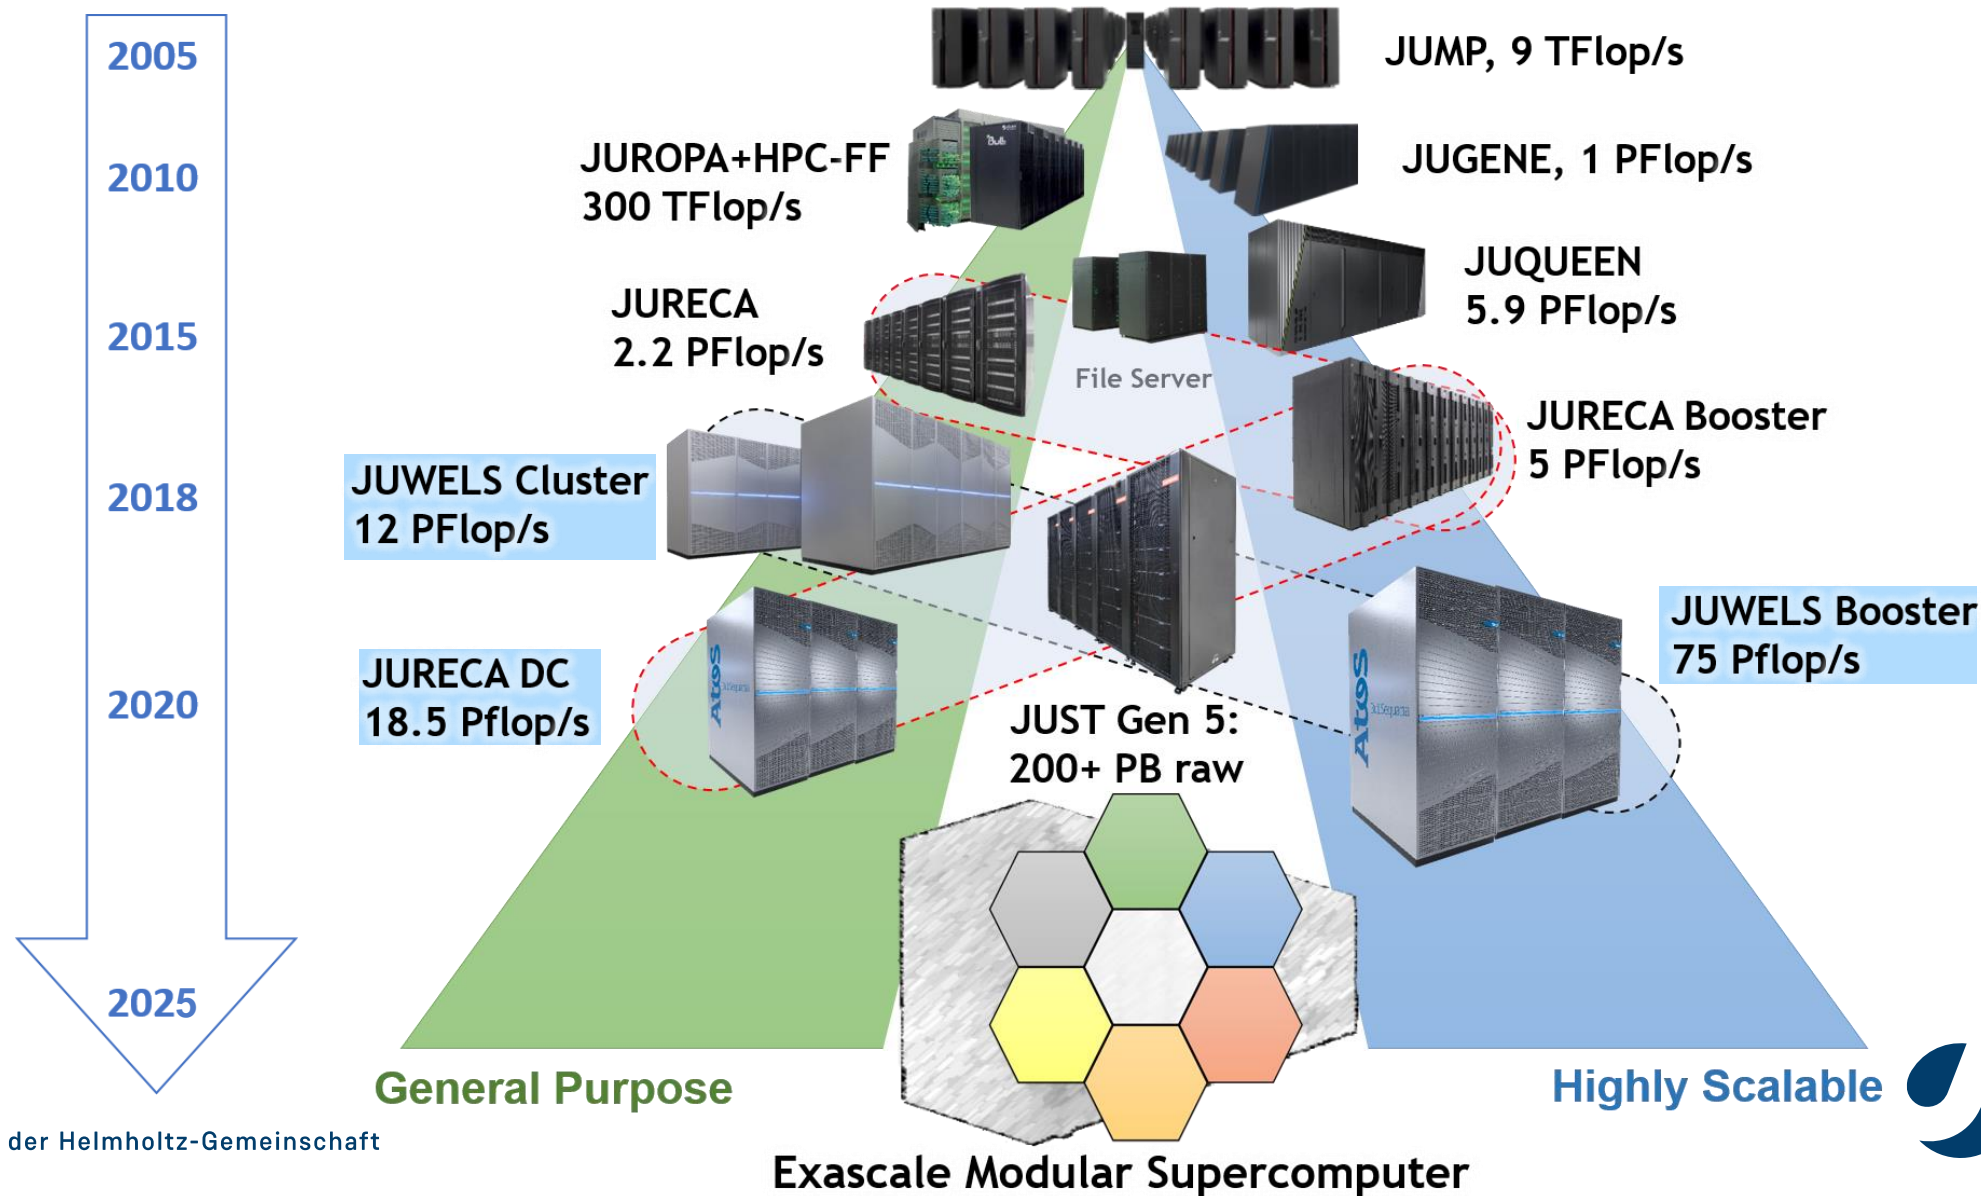 2005
JUMP, 9 TFlop/s
JUROPA+HPC-FF
300 TFlop/s
2010
JUGENE, 1 PFlop/s
JUQUEEN
5.9 PFlop/s
JURECA
2.2 PFlop/s
2015
File Server
JURECA Booster
5 PFlop/s
JUWELS Cluster
12 PFlop/s
2018
JUWELS Booster
75 Pflop/s
JURECA DC
18.5 Pflop/s
2020
Atos
Atos
JUST Gen 5:
200+ PB raw
2025
General Purpose
Highly Scalable
der Helmholtz-Gemeinschaft
Exascale Modular Supercomputer